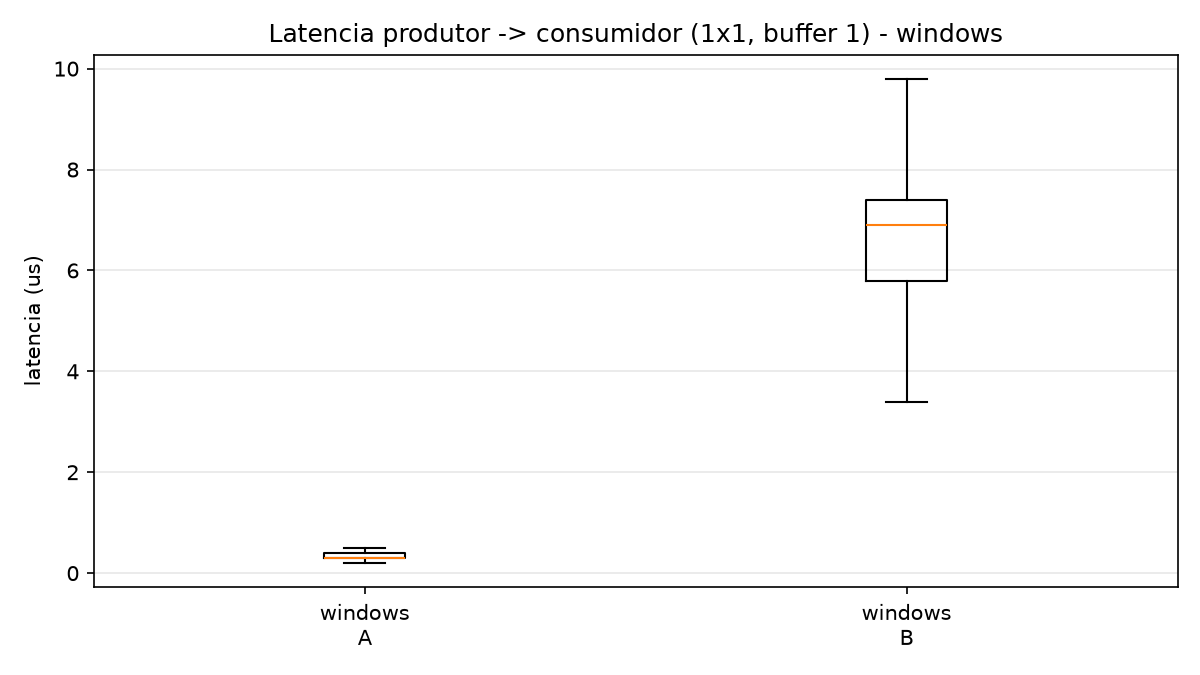 Latencia produtor -> consumidor (1x1, buffer 1) - windows
latencia (us)
10
8
6
4
2
0
windows
A
windows
B